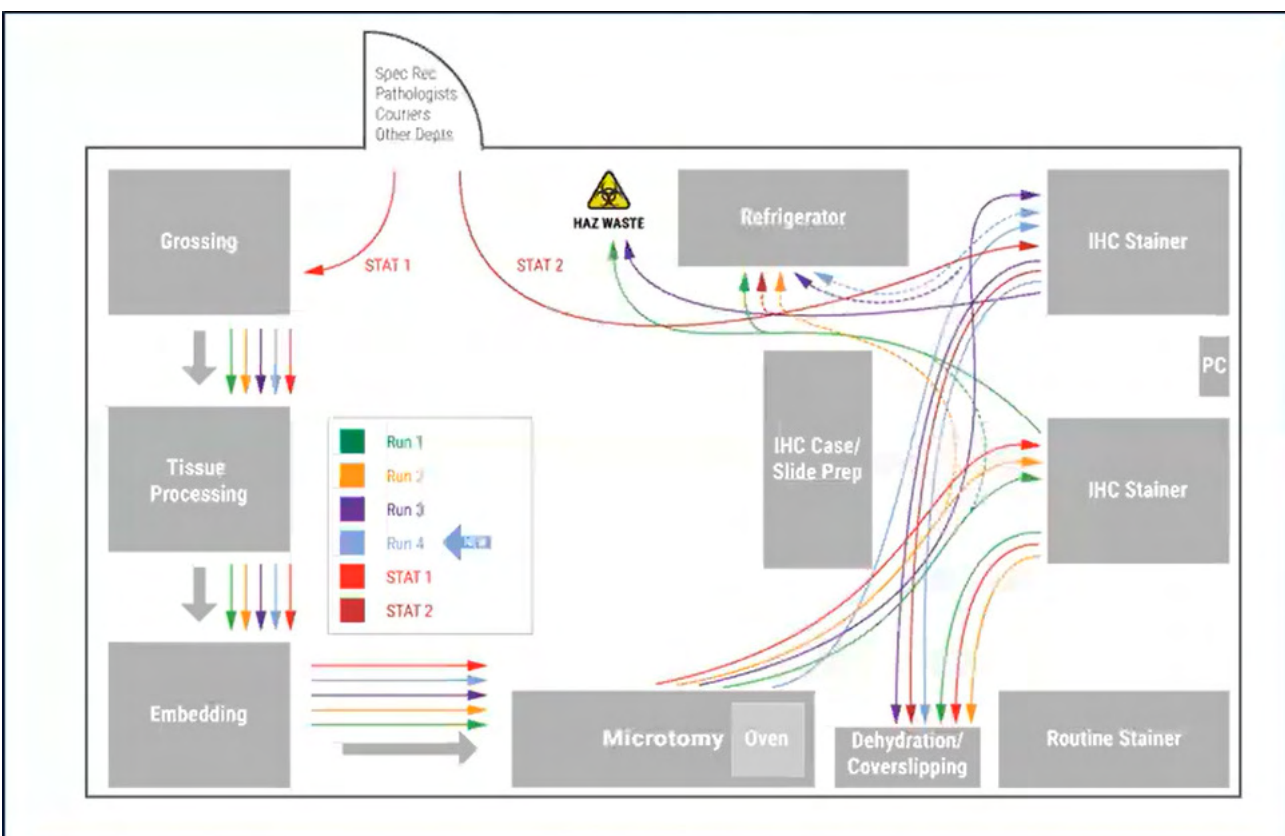 Spec Rec
Pathologists
Couriers
Other Depts
Grossing
STAT 1
STAT 2
HAZ WASTE
Refrigerator
IHC Stainer
PC
Tissue
Processing
Run 1
Run 2
Run 3
Run 4
NEW
STAT 1
STAT 2
IHC Case/
Slide Prep
IHC Stainer
Embedding
Microtomy
Oven
Dehydration/
Coverslipping
Routine Stainer